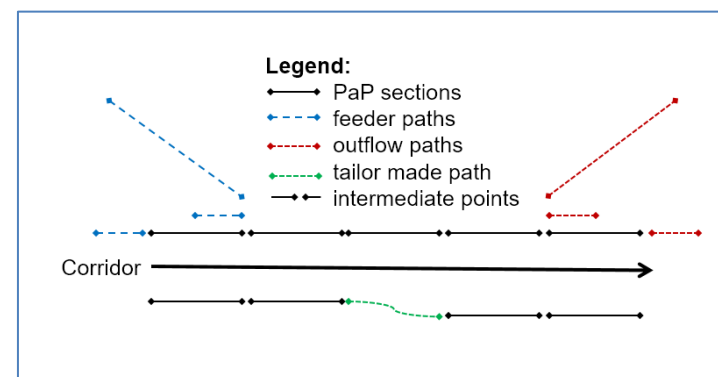 Legend:
PaP sections
feeder paths
outflow paths
tailor made path
intermediate points
Corridor